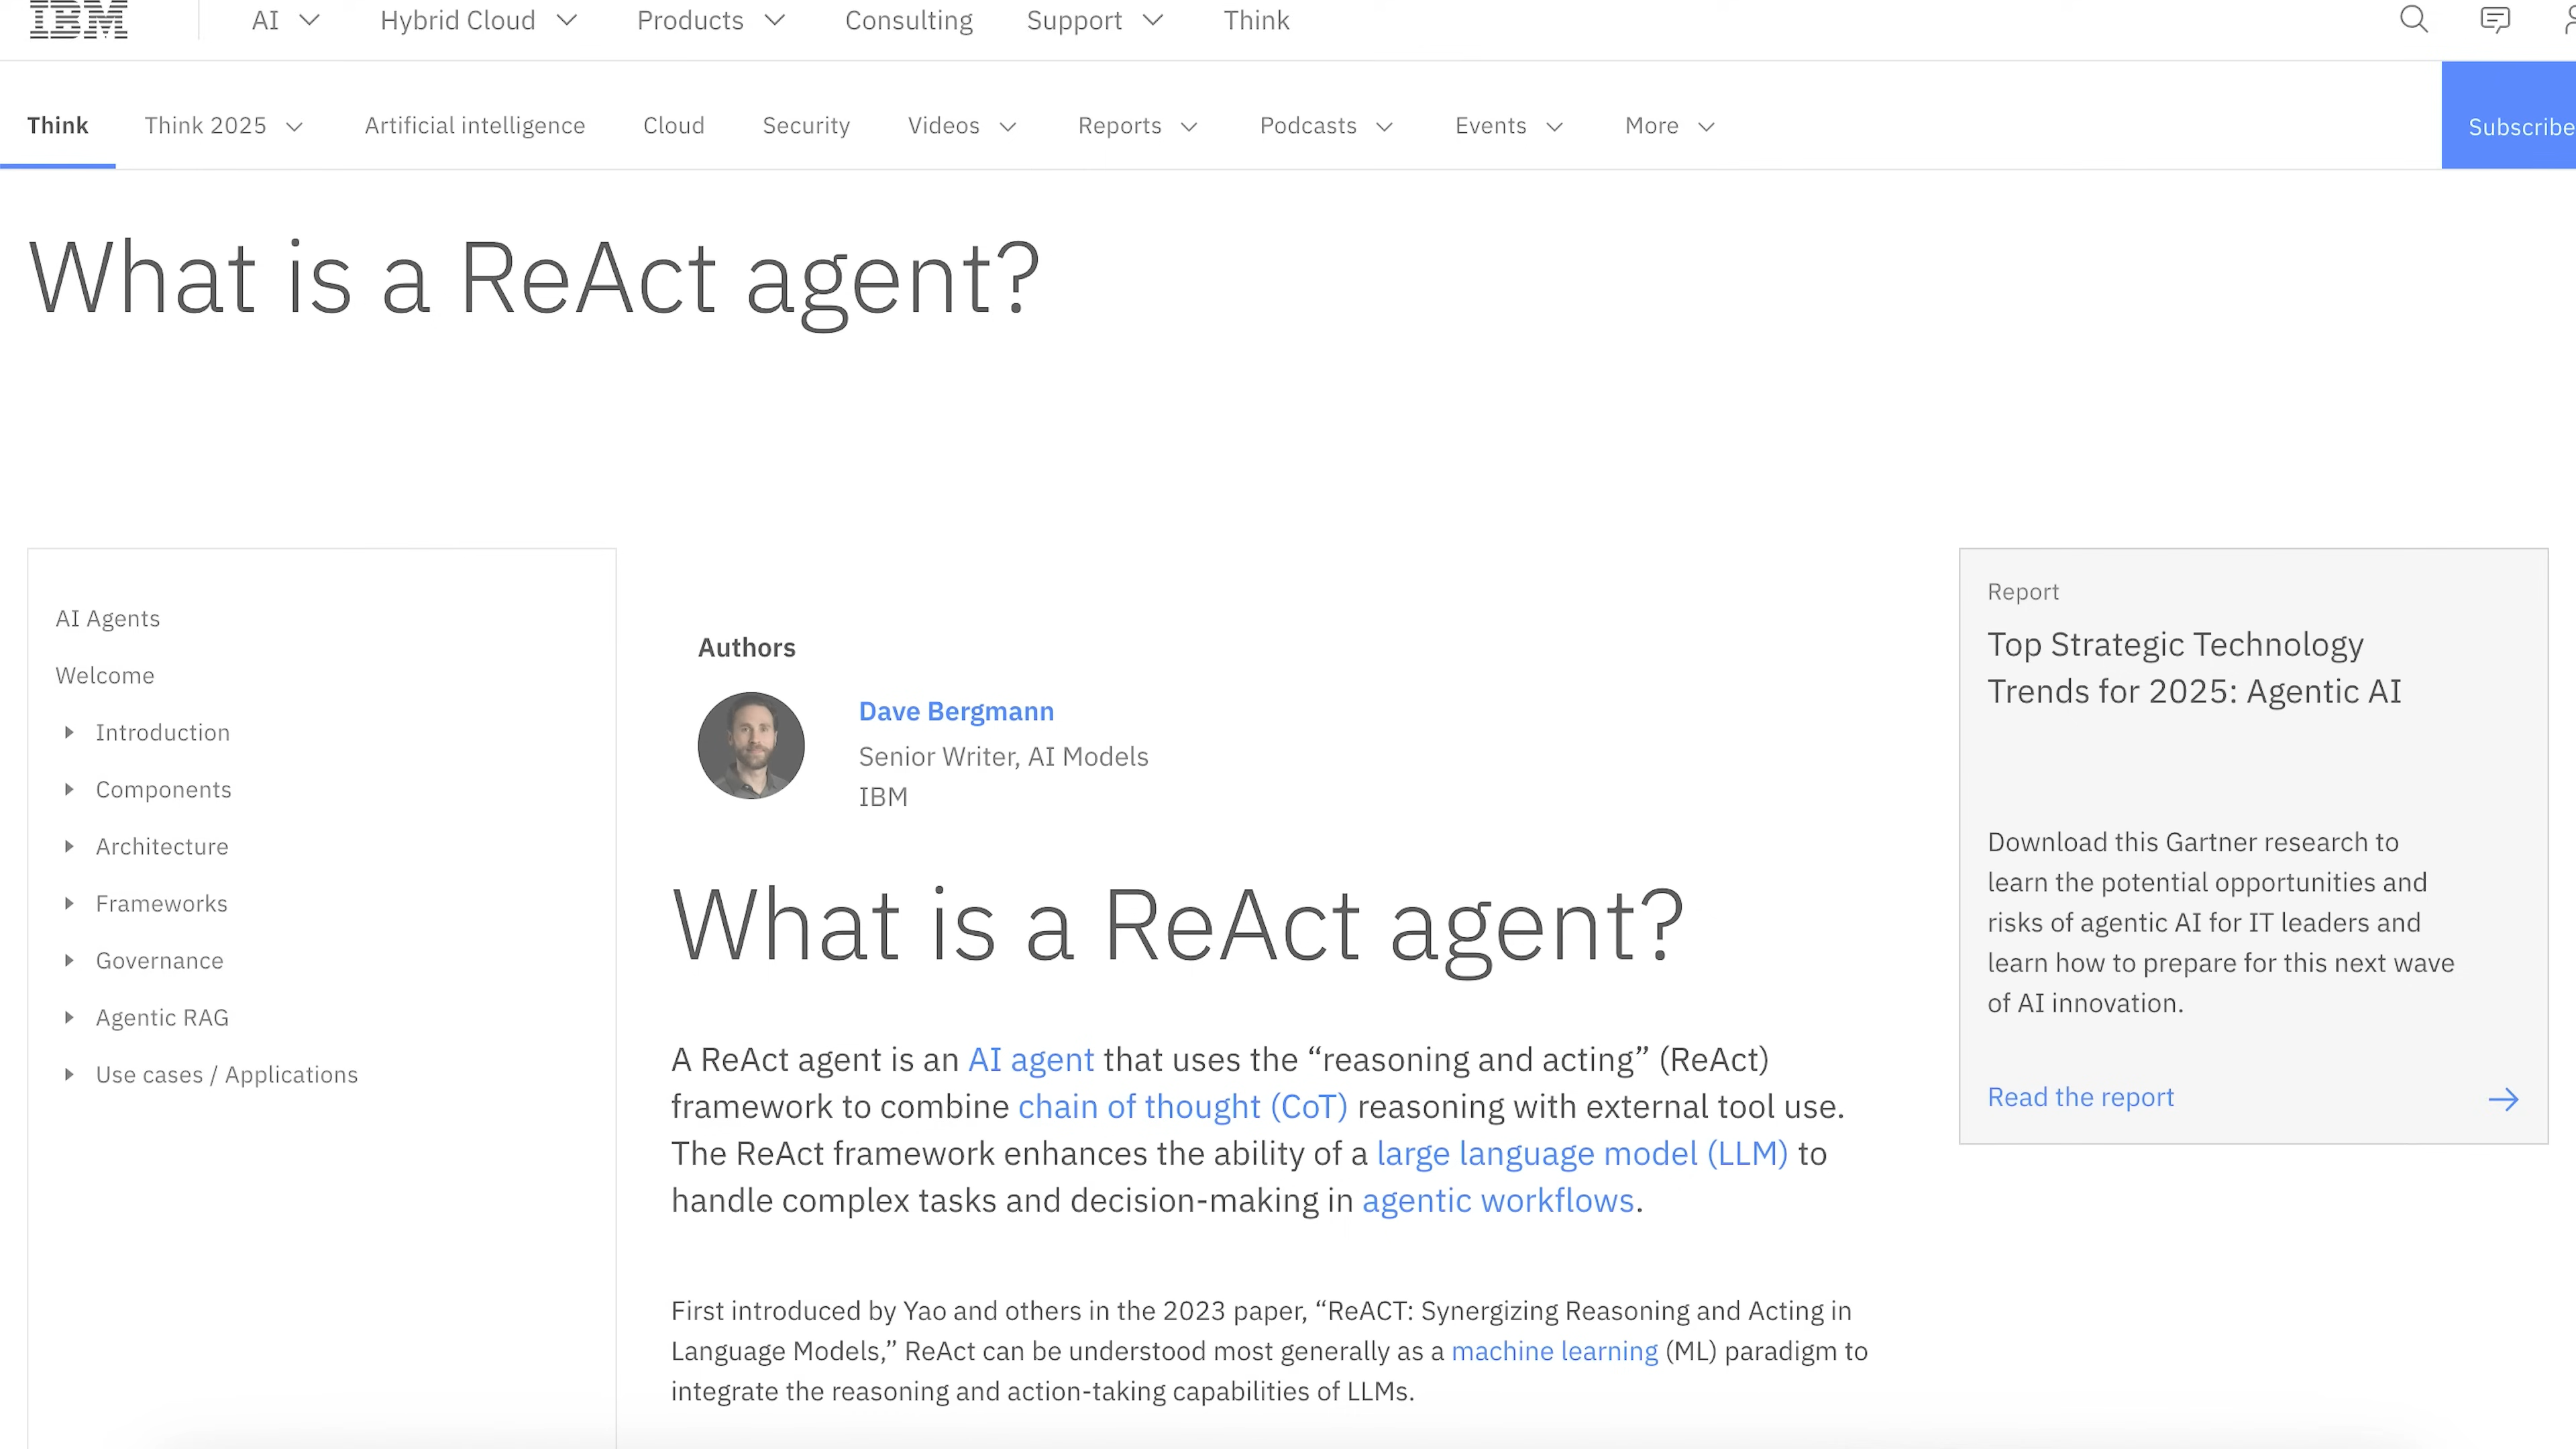 IBM
AI
Hybrid Cloud
Products
Consulting
Support
Think
Think
Think 2025
Artificial intelligence
Cloud
Security
Videos
Reports
Podcasts
Events
More
Subscribe
What is a ReAct agent?
AI Agents
Welcome
Introduction
Components
Architecture
Frameworks
Governance
Agentic RAG
Use cases / Applications
Authors
Dave Bergmann
Senior Writer, AI Models
IBM
What is a ReAct agent?
A ReAct agent is an AI agent that uses the “reasoning and acting” (ReAct)
framework to combine chain of thought (CoT) reasoning with external tool use.
The ReAct framework enhances the ability of a large language model (LLM) to
handle complex tasks and decision-making in agentic workflows.
First introduced by Yao and others in the 2023 paper, “ReACT: Synergizing Reasoning and Acting in
Language Models,” ReAct can be understood most generally as a machine learning (ML) paradigm to
integrate the reasoning and action-taking capabilities of LLMs.
Report
Top Strategic Technology
Trends for 2025: Agentic AI
Download this Gartner research to
learn the potential opportunities and
risks of agentic AI for IT leaders and
learn how to prepare for this next wave
of AI innovation.
Read the report